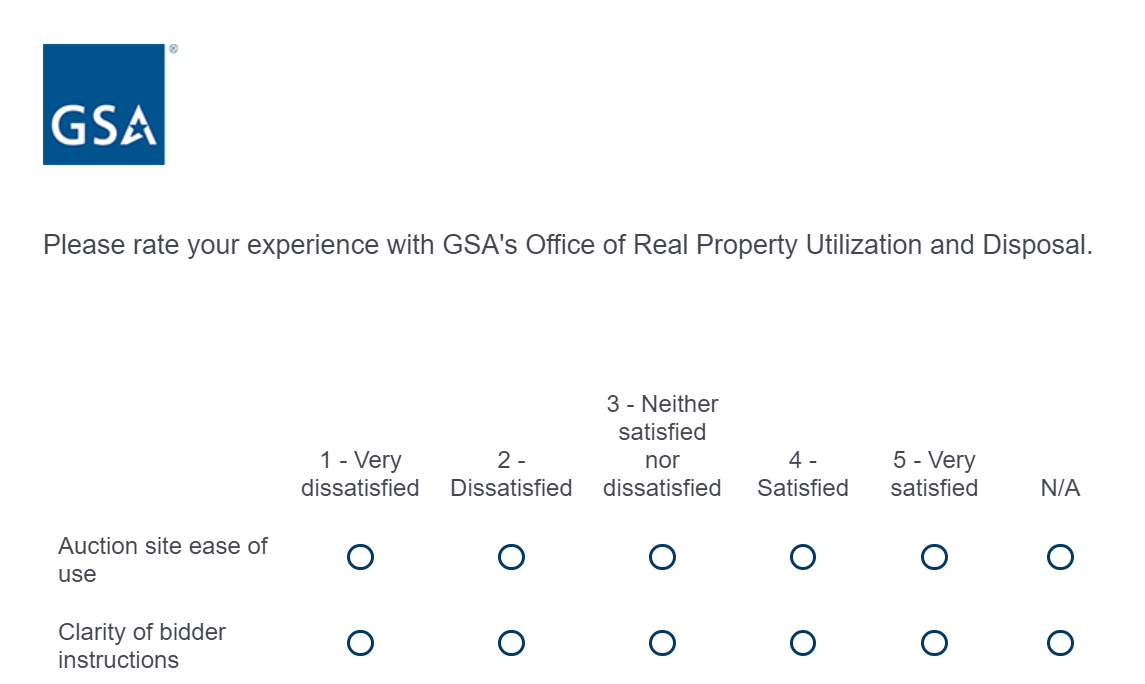 GSA
®
Please rate your experience with GSA's Office of Real Property Utilization and Disposal.
1 - Very dissatisfied
2 - Dissatisfied
3 - Neither satisfied nor dissatisfied
4 - Satisfied
5 - Very satisfied
N/A
Auction site ease of
use
Clarity of bidder
instructions